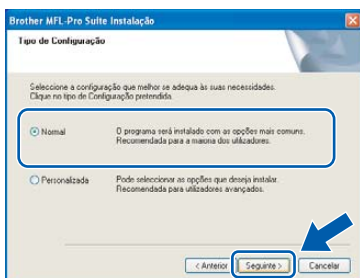 Brother MFL-Pro Suite Instalação
Tipo de Configuração
Seleccione a configuração que melhor se adequa às suas necessidades.
Clique no tipo de Configuração pretendida.
Normal
O programa será instalado com as opções mais comuns.
Recomendada para a maioria dos utilizadores.
Personalizada
Pode seleccionar as opções que deseja instalar.
Recomendada para utilizadores avançados.
< Anterior
Seguinte >
Cancelar